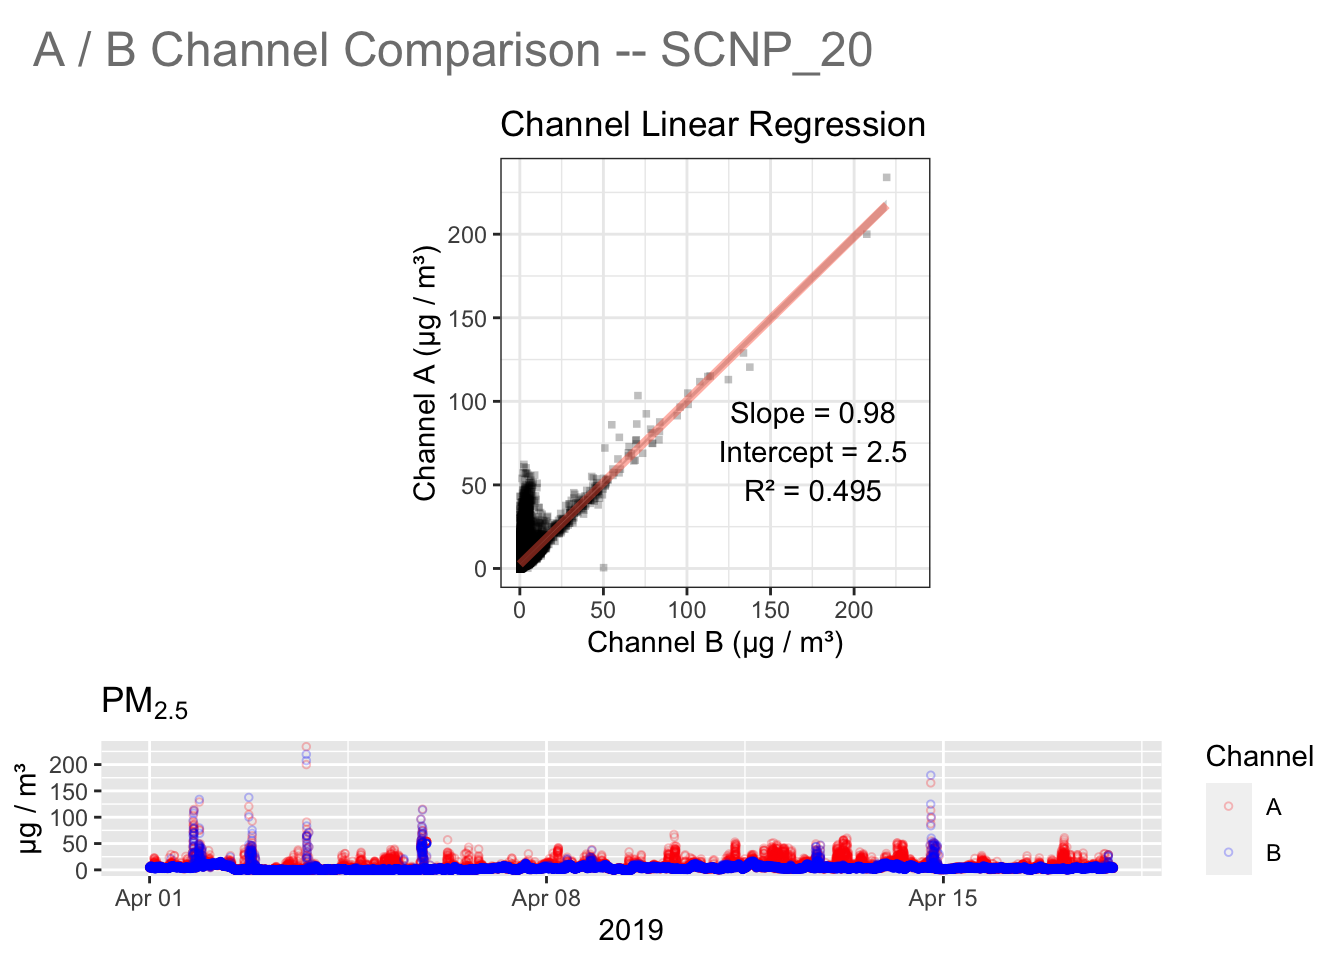 A / B Channel Comparison -- SCNP_20
Channel Linear Regression
Channel A (µg / m³)
200
150
100
50
0
Slope = 0.98
Intercept = 2.5
R² = 0.495
0 50 100 150 200
Channel B (µg / m³)
PM2.5
µg / m³
200
150
100
50
0
Apr 01 Apr 08 Apr 15
2019
Channel
A
B